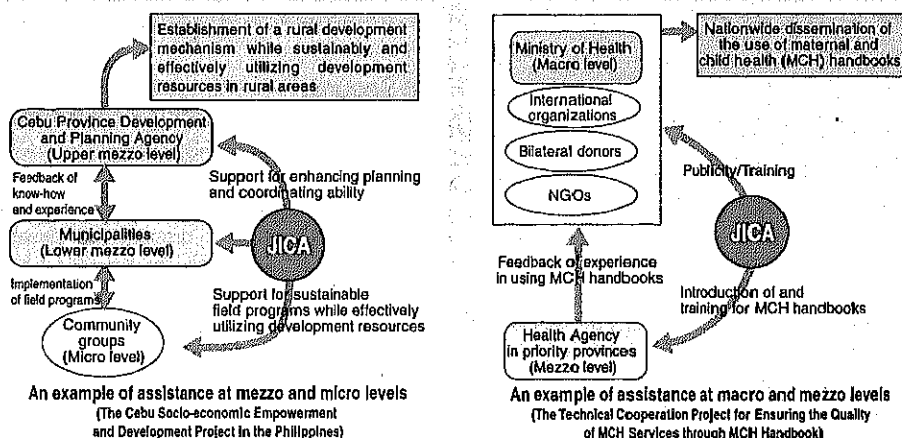 Establishment of a rural development
mechanism while sustainably and
effectively utilizing development
resources in rural areas
Cebu Province Development
and Planning Agency
(Upper mezzo level)
Feedback of
know-how
and experience
Support for enhancing planning
and coordinating ability
Municipalities
(Lower mezzo level)
JICA
Implementation
of field programs
Support for sustainable
field programs while effectively
utilizing development resources
Community
groups
(Micro level)
An example of assistance at mezzo and micro levels
(The Cebu Socio-economic Empowerment
and Development Project in the Philippines)
Ministry of Health
(Macro level)
International
organizations
Bilateral donors
NGOs
Nationwide dissemination of
the use of maternal and
child health (MCH) handbooks
Publicity/Training
JICA
Feedback of experience
in using MCH handbooks
Introduction of and
training for MCH handbooks
Health Agency
in priority provinces
(Mezzo level)
An example of assistance at macro and mezzo levels
(The Technical Cooperation Project for Ensuring the Quality
of MCH Services through MCH Handbook)